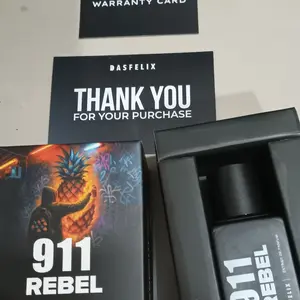 WARRANTY CARD
DASFELIX
THANK YOU
FOR YOUR PURCHASE
911
REBEL
911
REBEL